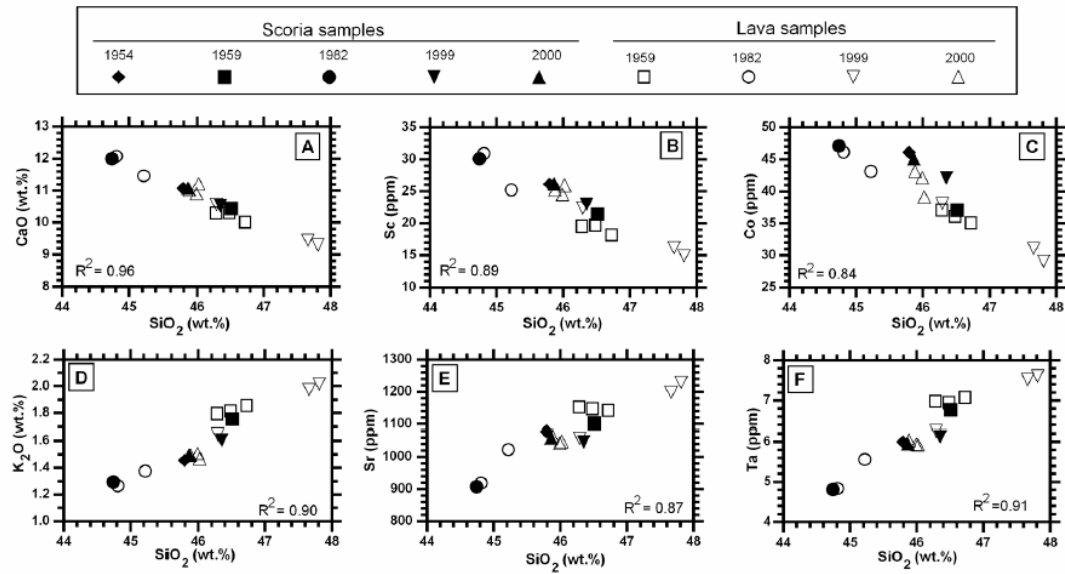 Scoria samples Lava samples
1954 1959 1982 1999 2000 1959 1982 1999 2000
A
CaO (wt.%)
13
12
11
10
9
8
R2 = 0.96
44 45 46 47 48
SiO2 (wt.%)
B
Sc (ppm)
35
30
25
20
15
10
R2 = 0.89
44 45 46 47 48
SiO2 (wt.%)
C
Co (ppm)
50
45
40
35
30
25
R2 = 0.84
44 45 46 47 48
SiO2 (wt.%)
D
K2O (wt.%)
2.2
2.0
1.8
1.6
1.4
1.2
1.0
R2 = 0.90
44 45 46 47 48
SiO2 (wt.%)
E
Sr (ppm)
1300
1200
1100
1000
900
800
R2 = 0.87
44 45 46 47 48
SiO2 (wt.%)
F
Ta (ppm)
8
7
6
5
4
R2 =0.91
44 45 46 47 48
SiO2 (wt.%)